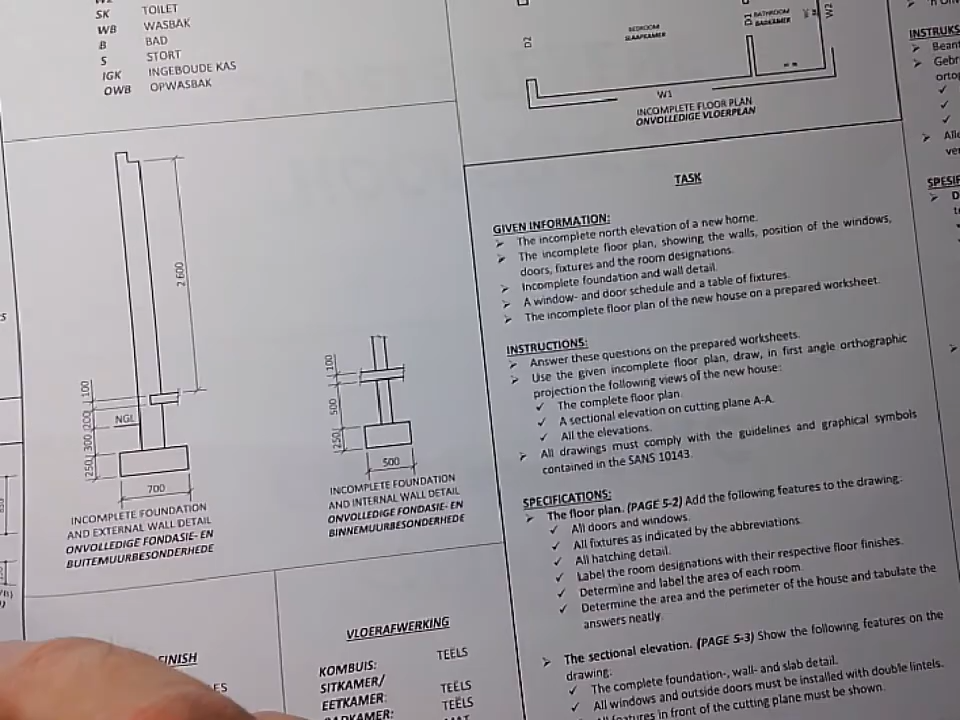 SK TOILET
WB WASBAK
B BAD
S STORT
IGK INGEBOUDE KAS
OWB OPWASBAK
D2
BEDROOM
SLAAPKAMER
D1
BATHROOM
BADKAMER
W2
W1
INCOMPLETE FLOOR PLAN
ONVOLLEDIGE VLOERPLAN
2 600
100
200
NGL
300
250
700
INCOMPLETE FOUNDATION
AND EXTERNAL WALL DETAIL
ONVOLLEDIGE FONDASIE- EN
BUITEMUURBESONDERHEDE
100
500
250
500
INCOMPLETE FOUNDATION
AND INTERNAL WALL DETAIL
ONVOLLEDIGE FONDASIE- EN
BINNEMUURBESONDERHEDE
VLOERAFWERKING
KOMBUIS: TEËLS
SITKAMER/
EETKAMER: TEËLS
TEËLS
TASK
GIVEN INFORMATION:
➢ The incomplete north elevation of a new home.
➢ The incomplete floor plan, showing the walls, position of the windows,
doors, fixtures and the room designations.
➢ Incomplete foundation and wall detail.
➢ A window- and door schedule and a table of fixtures.
➢ The incomplete floor plan of the new house on a prepared worksheet.
INSTRUCTIONS:
➢ Answer these questions on the prepared worksheets.
➢ Use the given incomplete floor plan, draw, in first angle orthographic
projection the following views of the new house:
✓ The complete floor plan.
✓ A sectional elevation on cutting plane A-A.
✓ All the elevations.
➢ All drawings must comply with the guidelines and graphical symbols
contained in the SANS 10143.
SPECIFICATIONS:
➢ The floor plan. (PAGE 5-2) Add the following features to the drawing.
✓ All doors and windows.
✓ All fixtures as indicated by the abbreviations.
✓ All hatching detail.
✓ Label the room designations with their respective floor finishes.
✓ Determine and label the area of each room.
✓ Determine the area and the perimeter of the house and tabulate the
answers neatly.
➢ The sectional elevation. (PAGE 5-3) Show the following features on the
drawing:
✓ The complete foundation-, wall- and slab detail.
✓ All windows and outside doors must be installed with double lintels.
✓ All features in front of the cutting plane must be shown.